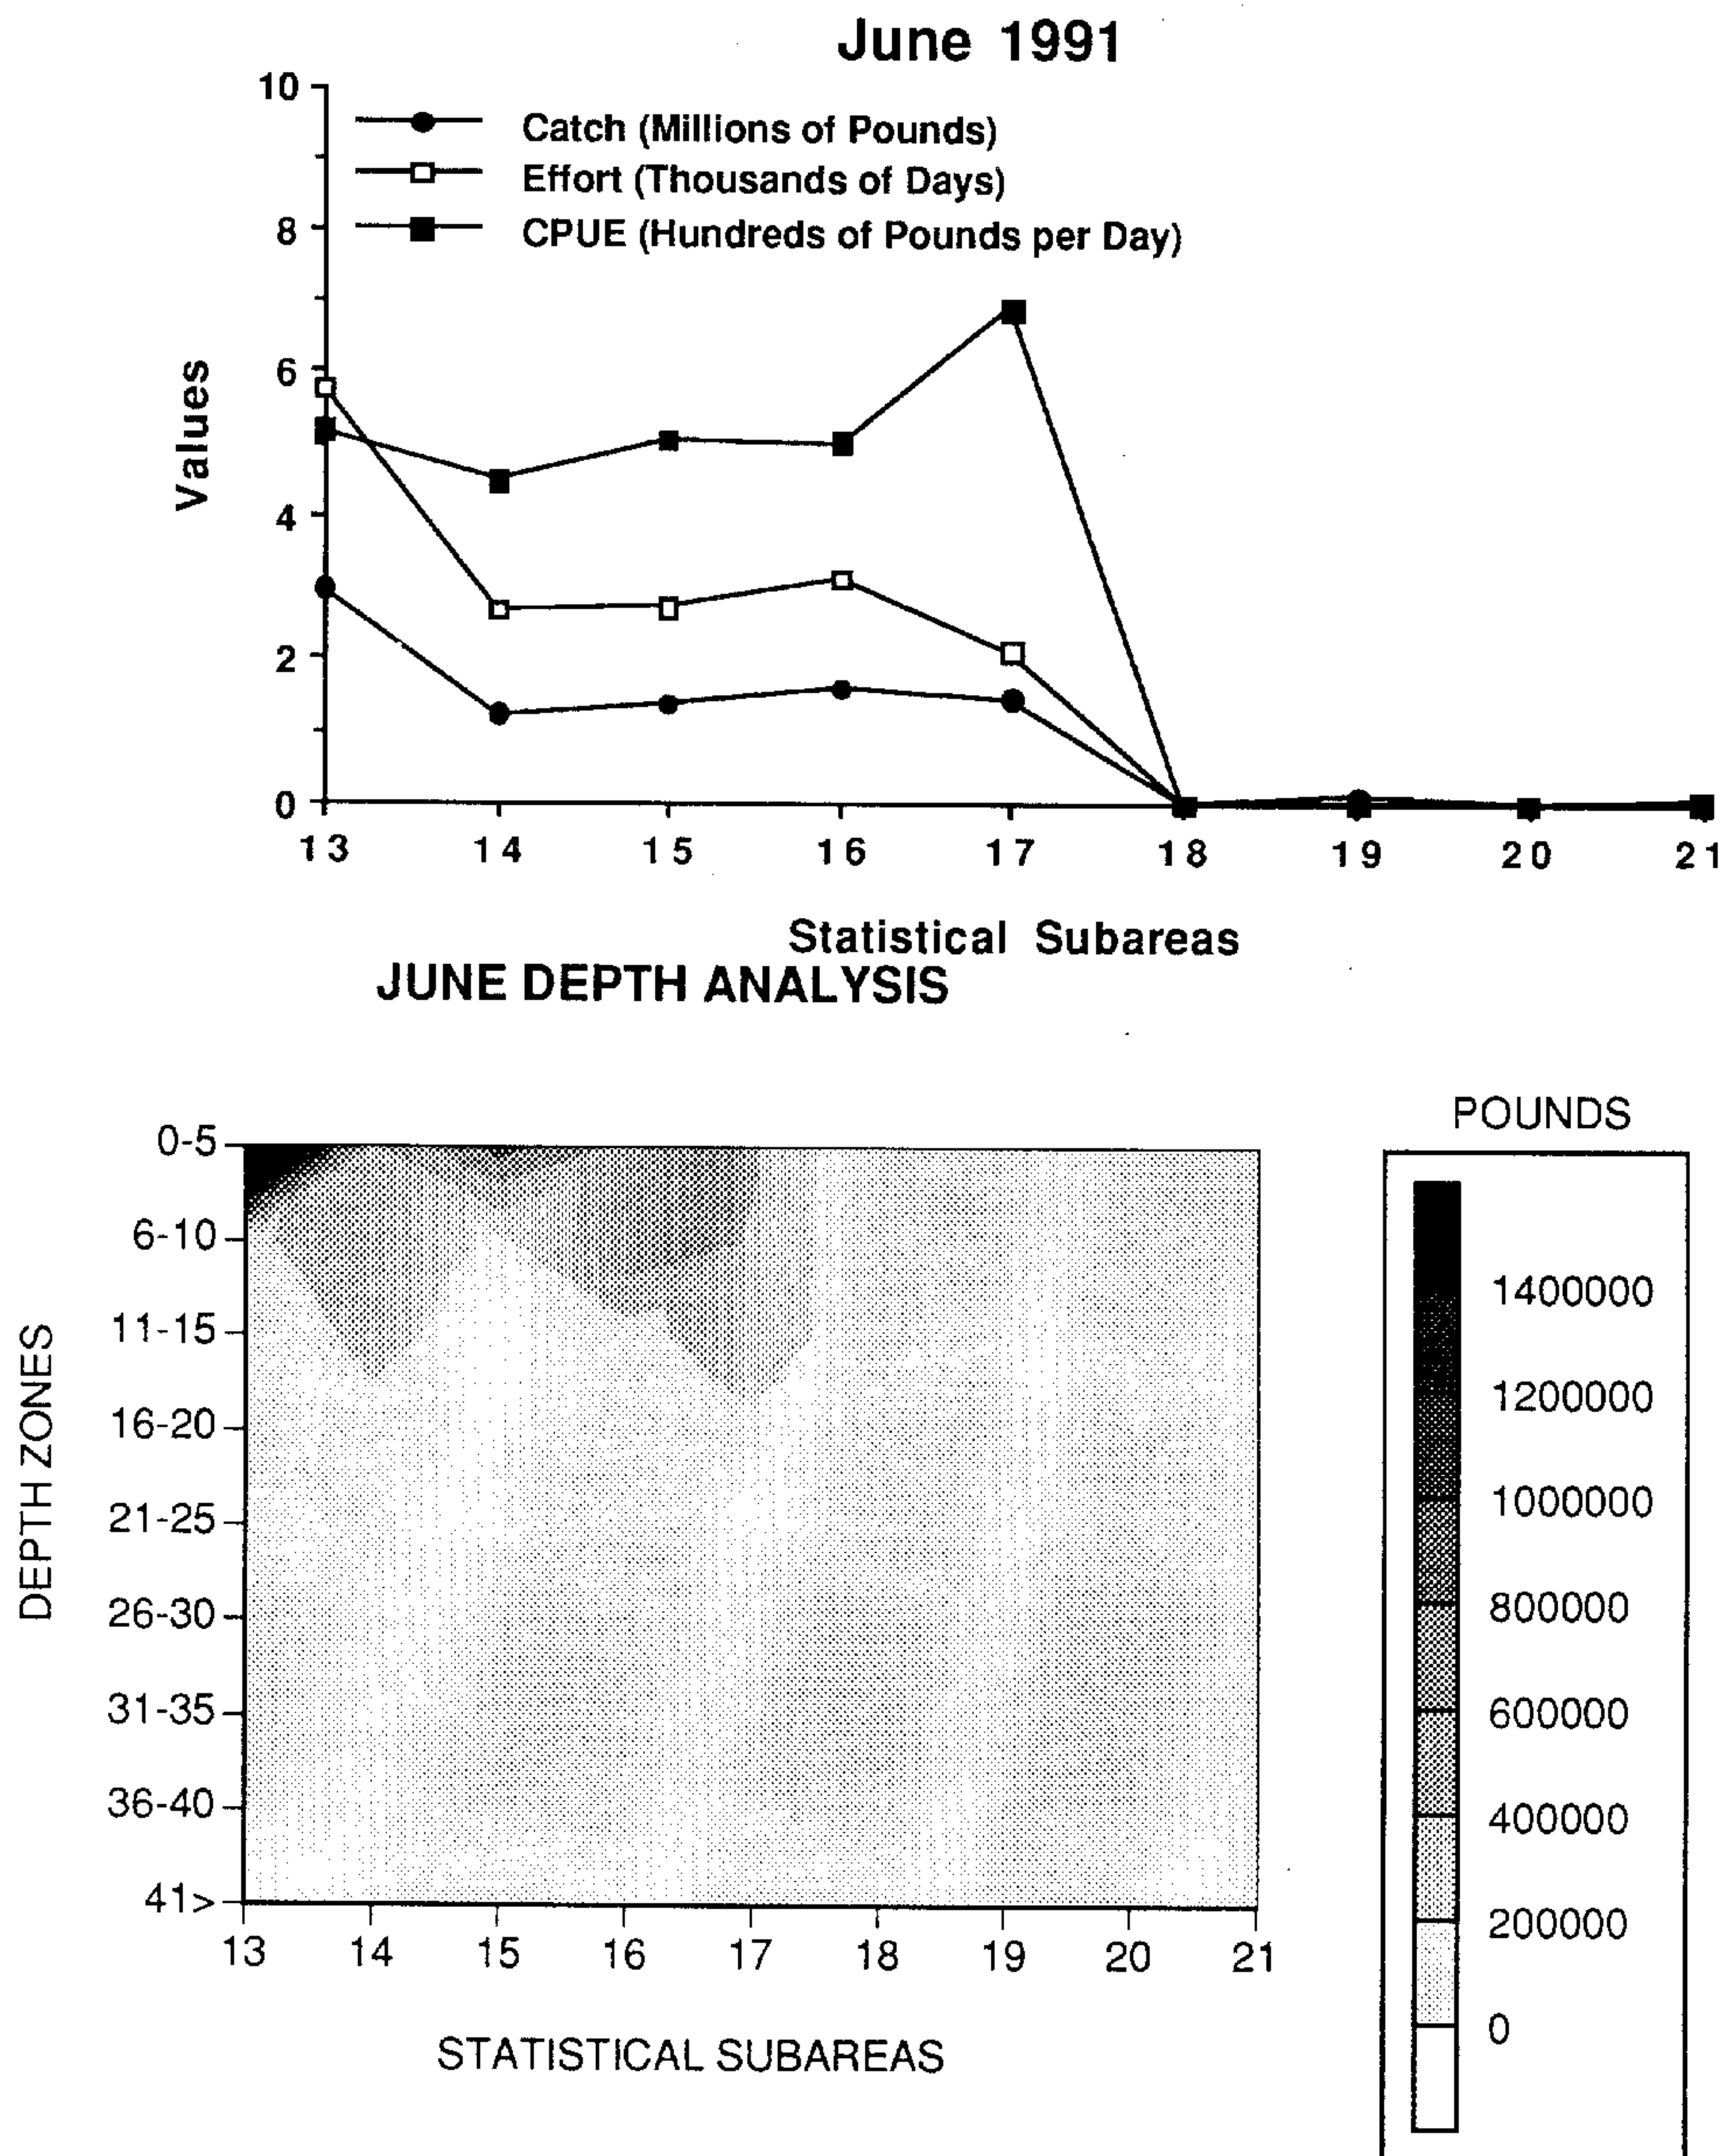 June 1991
10
8
6
4
2
0
Values
Catch (Millions of Pounds)
Effort (Thousands of Days)
CPUE (Hundreds of Pounds per Day)
13 14 15 16 17 18 19 20 21
Statistical Subareas
JUNE DEPTH ANALYSIS
DEPTH ZONES
0-5
6-10
11-15
16-20
21-25
26-30
31-35
36-40
41>
13 14 15 16 17 18 19 20 21
STATISTICAL SUBAREAS
POUNDS
1400000
1200000
1000000
800000
600000
400000
200000
0